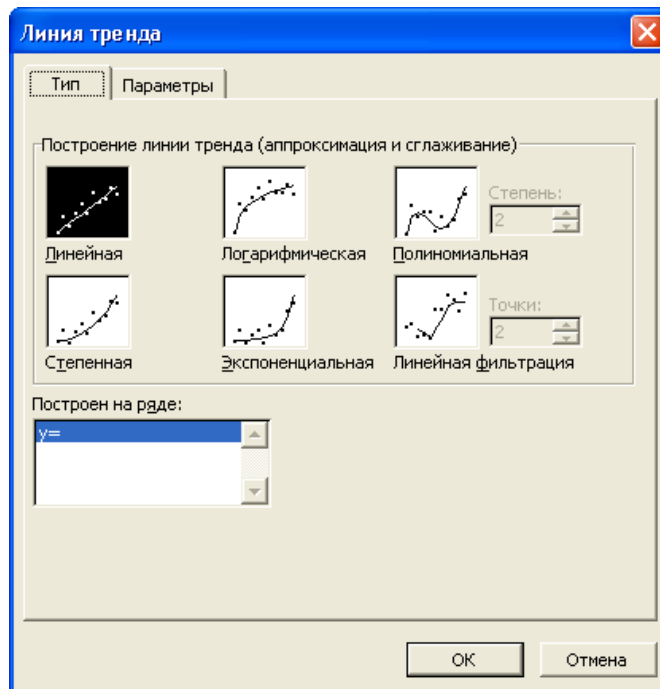 Линия тренда
Тип Параметры
Построение линии тренда (аппроксимация и сглаживание)
Степень:
2
Линейная Логарифмическая Полиномиальная
Точки:
2
Степенная Экспоненциальная Линейная фильтрация
Построен на ряде:
y=
ОК Отмена